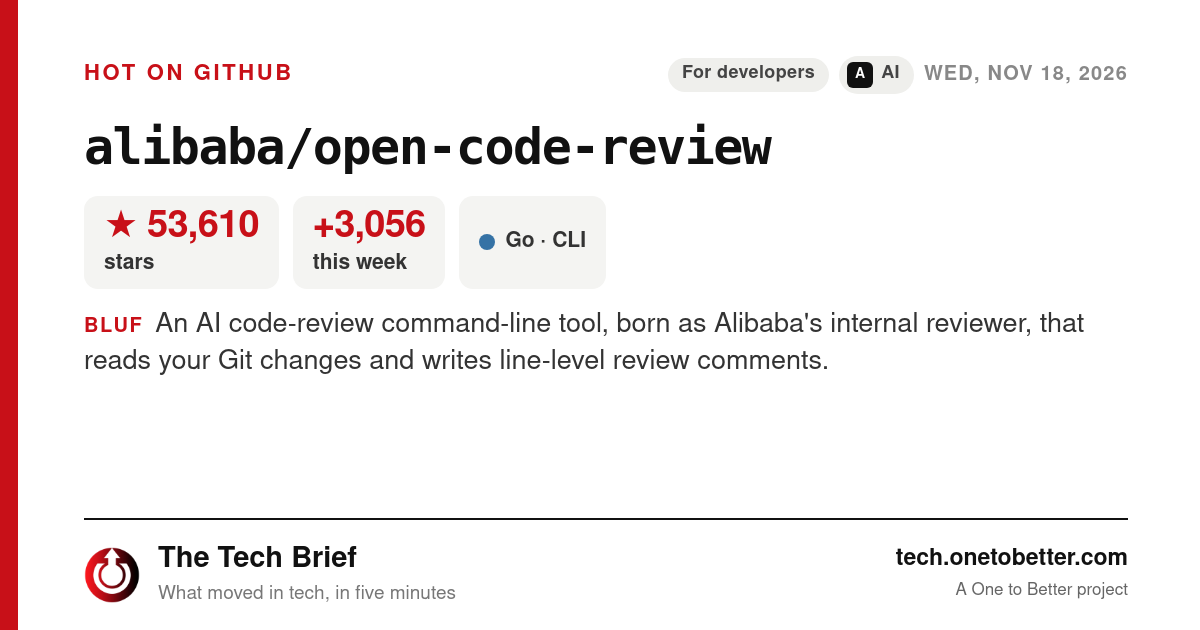 HOT ON GITHUB
For developers
A AI
WED, NOV 18, 2026
alibaba/open-code-review
★ 53,610
stars
+3,056
this week
Go · CLI
BLUF An AI code-review command-line tool, born as Alibaba's internal reviewer, that
reads your Git changes and writes line-level review comments.
The Tech Brief
What moved in tech, in five minutes
tech.onetobetter.com
A One to Better project